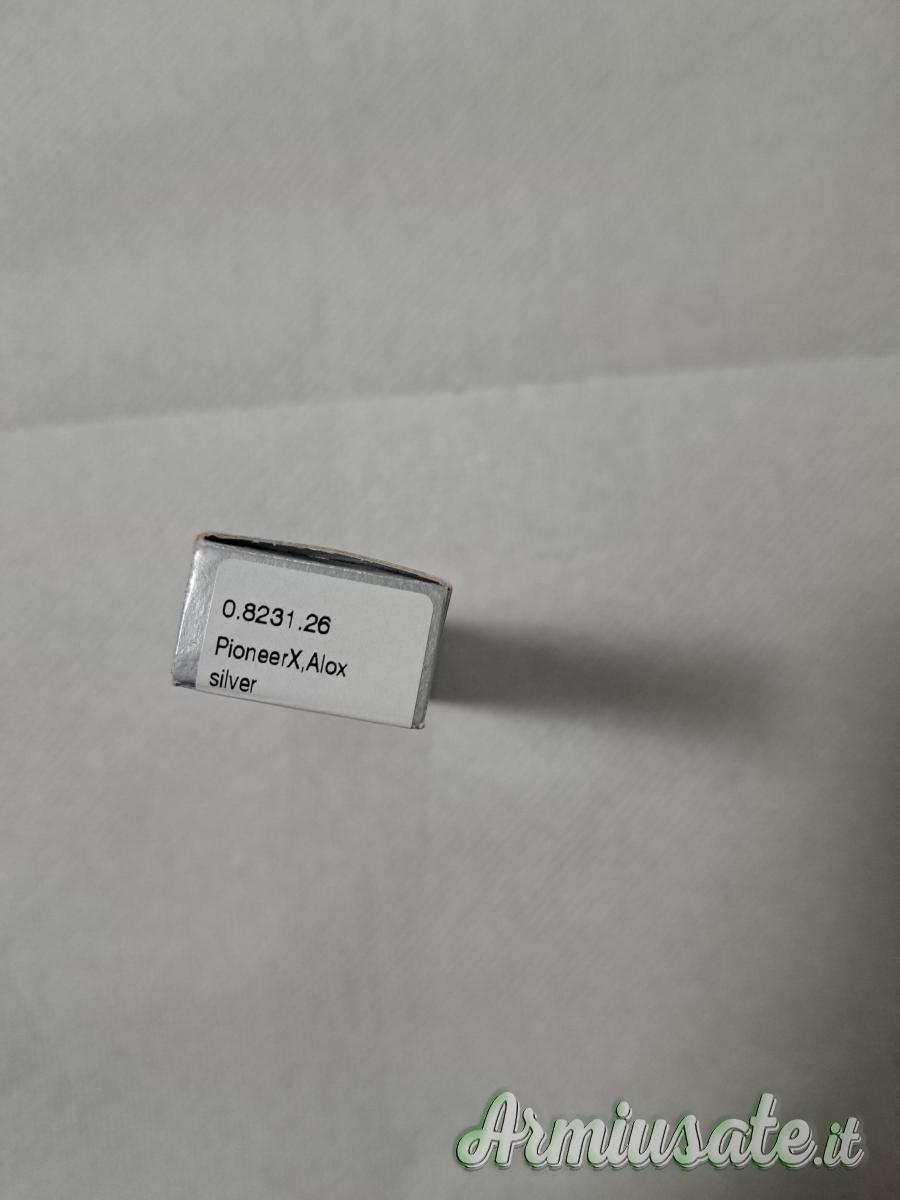 0.8231.26
PioneerX,Alox
silver
Armiusate.it